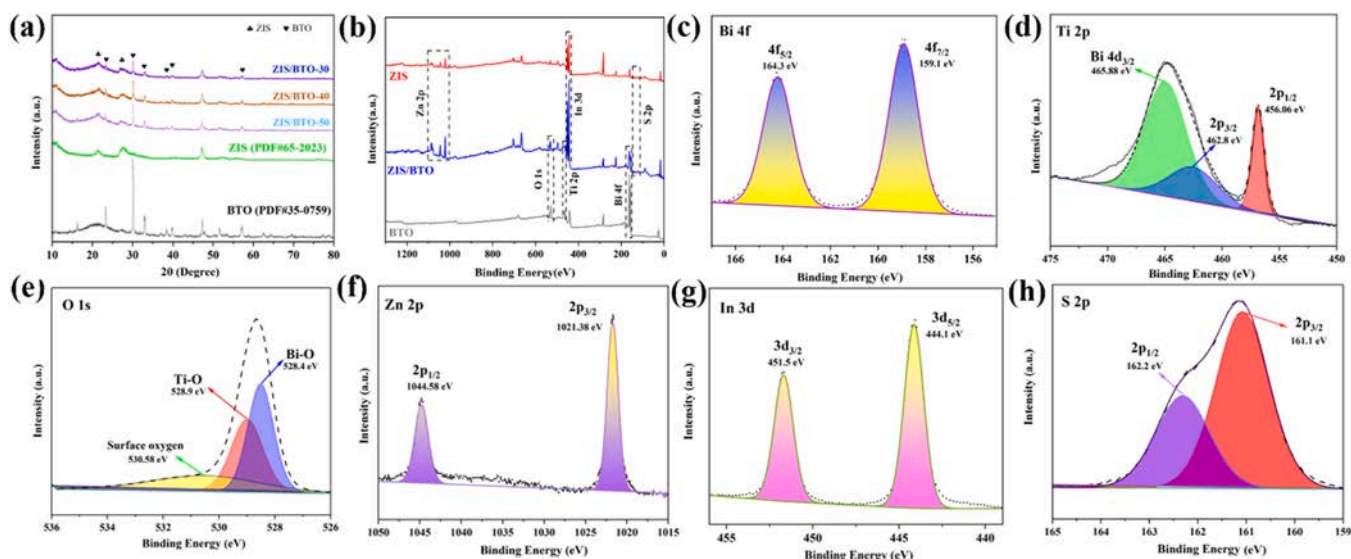 (a)
ZIS
BTO
ZIS/BTO-30
ZIS/BTO-40
ZIS/BTO-50
ZIS (PDF#65-2023)
BTO (PDF#35-0759)
Intensity (a.u.)
10 20 30 40 50 60 70 80
2θ (Degree)
(b)
ZIS
Zn 2p
In 3d
S 2p
ZIS/BTO
O 1s
Ti 2p
Bi 4f
BTO
Intensity(a.u.)
1200 1000 800 600 400 200 0
Binding Energy(eV)
(c)
Bi 4f
4f5/2
164.3 eV
4f7/2
159.1 eV
Intensity (a.u.)
166 164 162 160 158 156
Binding Energy (eV)
(d)
Ti 2p
Bi 4d3/2
465.88 eV
2p1/2
456.06 eV
2p3/2
462.8 eV
Intensity (a.u.)
475 470 465 460 455 450
Binding Energy (eV)
(e)
O 1s
Bi-O
528.4 eV
Ti-O
528.9 eV
Surface oxygen
530.58 eV
Intensity (a.u.)
536 534 532 530 528 526
Binding Energy (eV)
(f)
Zn 2p
2p3/2
1021.38 eV
2p1/2
1044.58 eV
Intensity (a.u.)
1050 1045 1040 1035 1030 1025 1020 1015
Binding Energy (eV)
(g)
In 3d
3d5/2
444.1 eV
3d3/2
451.5 eV
Intensity (a.u.)
455 450 445 440
Binding Energy (eV)
(h)
S 2p
2p3/2
161.1 eV
2p1/2
162.2 eV
Intensity (a.u.)
165 164 163 162 161 160 159
Binding Energy (eV)